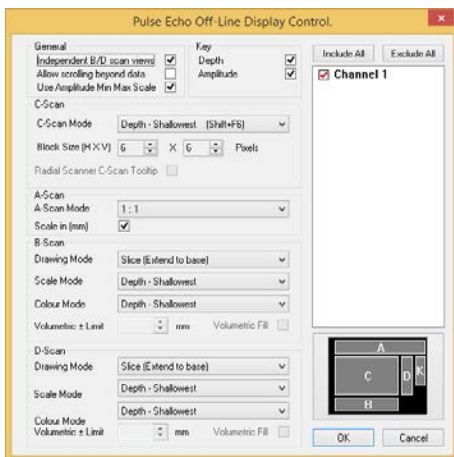 Pulse Echo Off-Line Display Control.
General
Independent B/D scan views
Allow scrolling beyond data
Use Amplitude Min Max Scale
Key
Depth
Amplitude
Include All
Exclude All
Channel 1
C-Scan
C-Scan Mode
Depth - Shallowest (Shift+F6)
Block Size (H X V)
6
X
6
Pixels
Radial Scanner C-Scan Tooltip
A-Scan
A-Scan Mode
1 : 1
Scale in (mm)
B-Scan
Drawing Mode
Slice (Extend to base)
Scale Mode
Depth - Shallowest
Colour Mode
Depth - Shallowest
Volumetric ± Limit
mm
Volumetric Fill
D-Scan
Drawing Mode
Slice (Extend to base)
Scale Mode
Depth - Shallowest
Colour Mode
Depth - Shallowest
Volumetric ± Limit
mm
Volumetric Fill
A
C
D
K
B
OK
Cancel